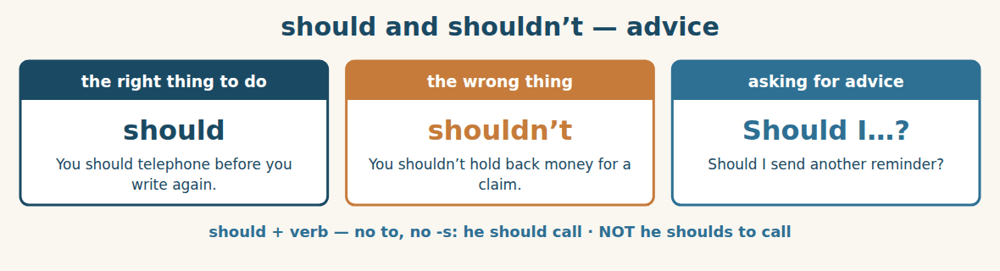 should and shouldn’t — advice
the right thing to do
should
You should telephone before you
write again.
the wrong thing
shouldn’t
You shouldn’t hold back money for a
claim.
asking for advice
Should I…?
Should I send another reminder?
should + verb — no to, no -s: he should call · NOT he shoulds to call